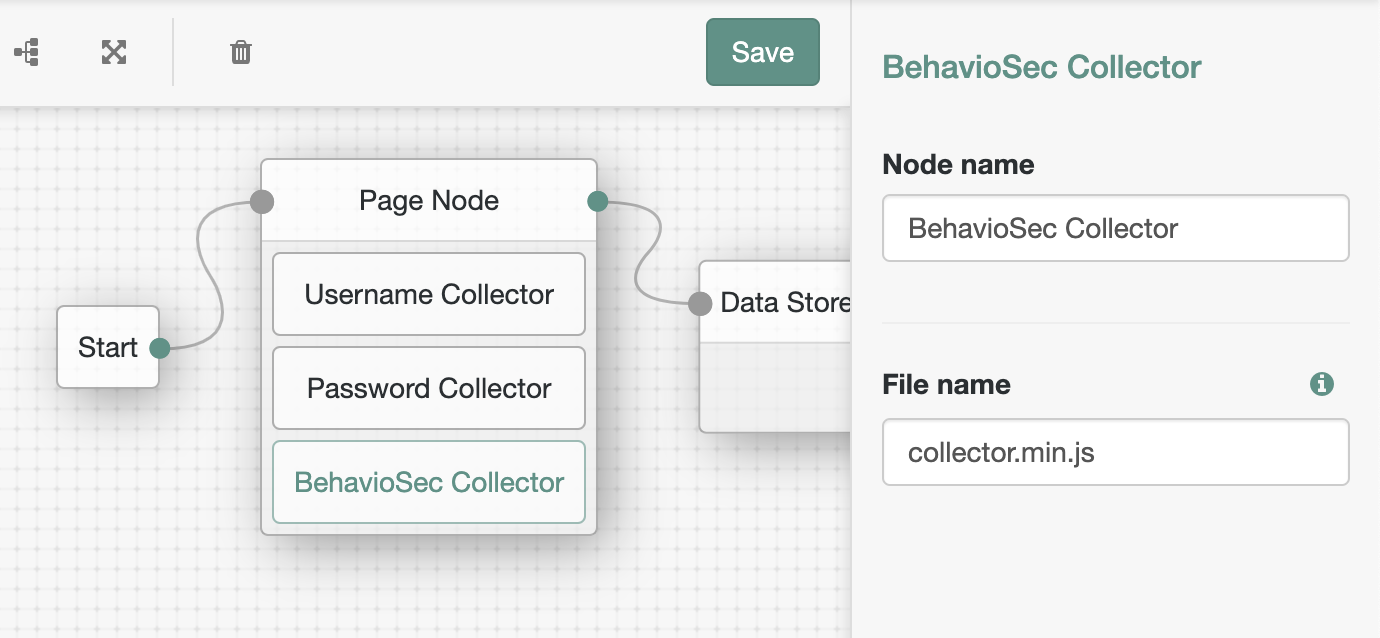 Save
Start
Page Node
Username Collector
Password Collector
BehavioSec Collector
Data Store
BehavioSec Collector
Node name
BehavioSec Collector
File name
collector.min.js